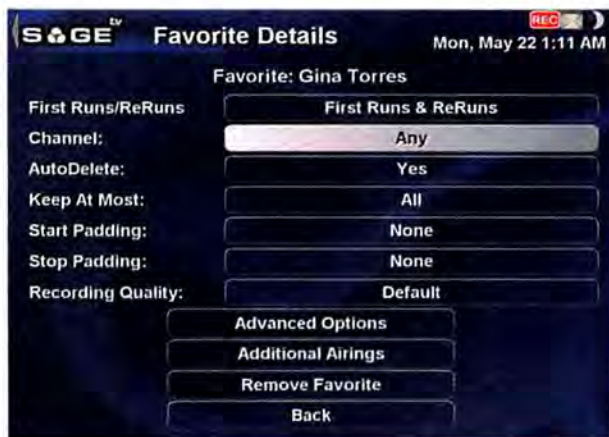 SAGE tv Favorite Details REC
Mon, May 22 1:11 AM
Favorite: Gina Torres
First Runs/ReRuns First Runs & ReRuns
Channel: Any
AutoDelete: Yes
Keep At Most: All
Start Padding: None
Stop Padding: None
Recording Quality: Default
Advanced Options
Additional Airings
Remove Favorite
Back